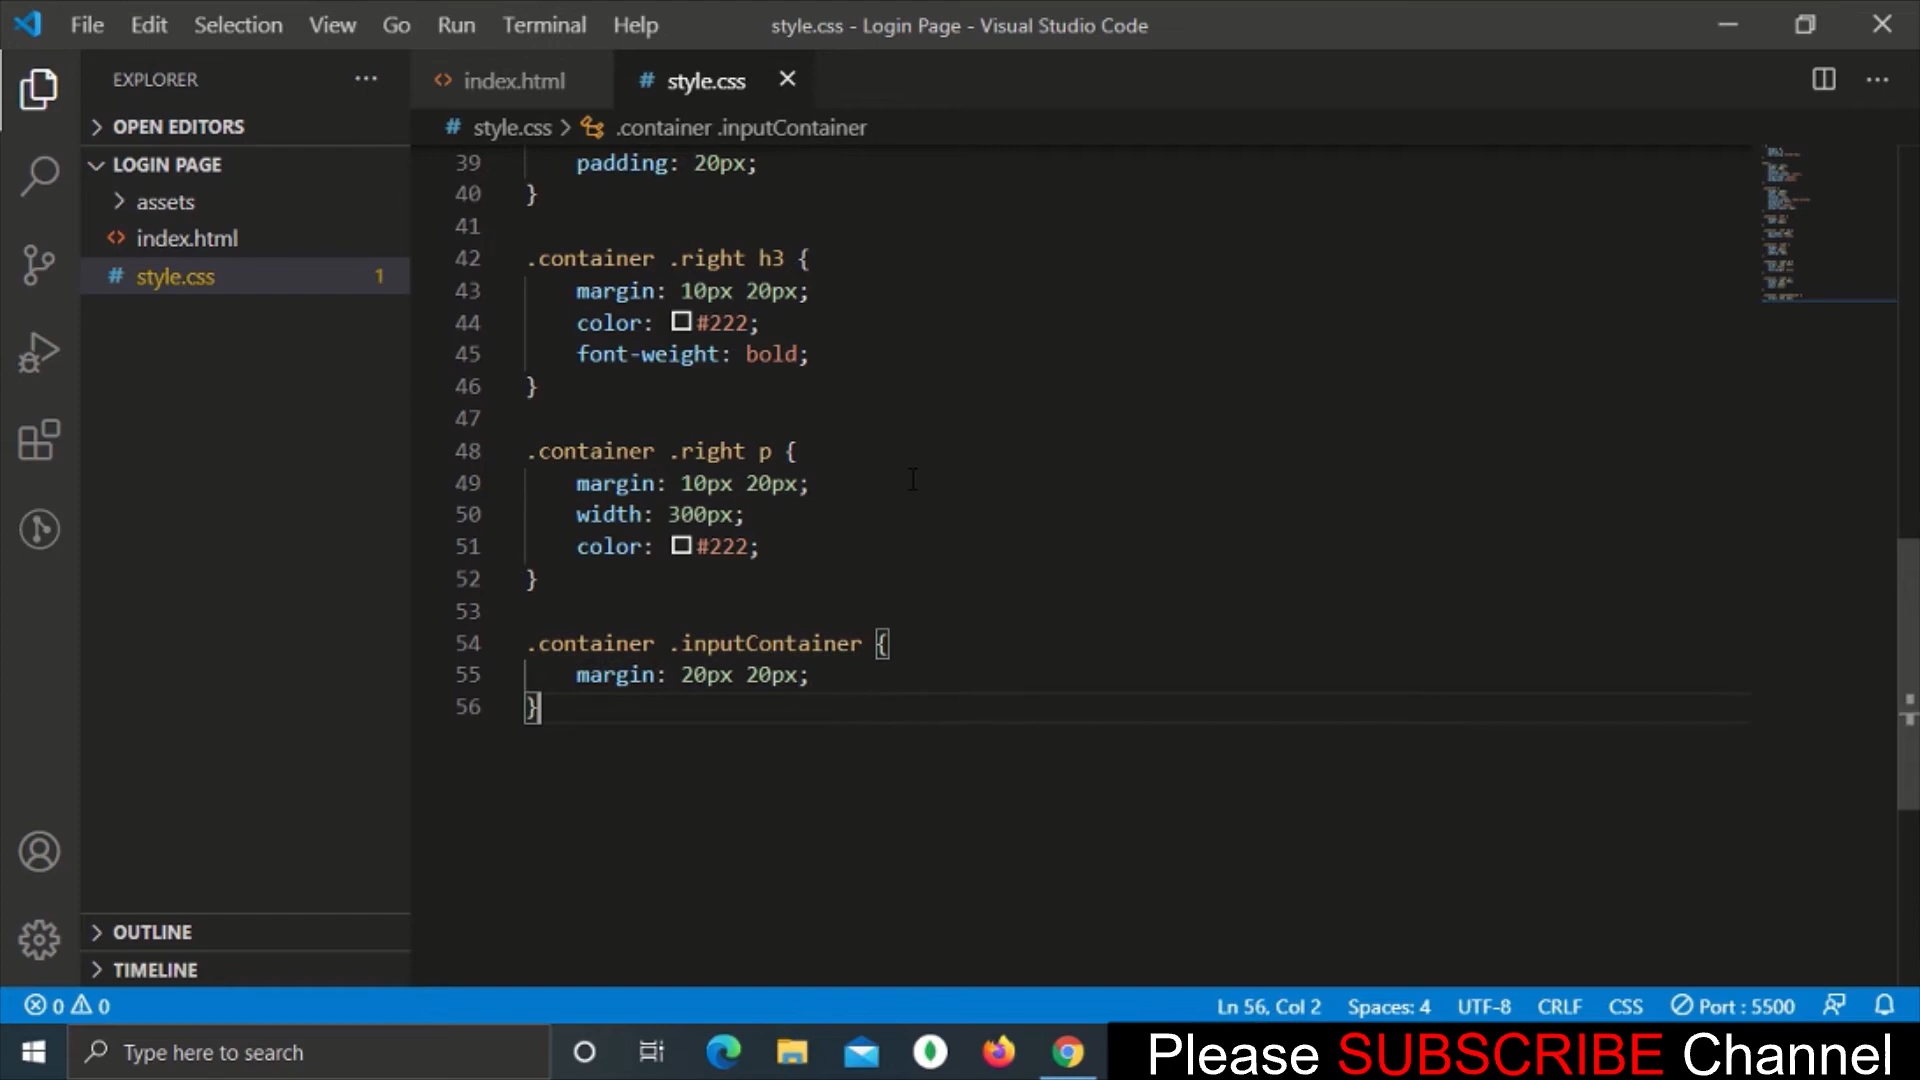 File Edit Selection View Go Run Terminal Help style.css - Login Page - Visual Studio Code
EXPLORER
index.html
# style.css
OPEN EDITORS
# style.css > .container .inputContainer
LOGIN PAGE
assets
index.html
# style.css 1
39 padding: 20px;
40 }
41
42 .container .right h3 {
43 margin: 10px 20px;
44 color: #222;
45 font-weight: bold;
46 }
47
48 .container .right p {
49 margin: 10px 20px;
50 width: 300px;
51 color: #222;
52 }
53
54 .container .inputContainer {
55 margin: 20px 20px;
56 }
OUTLINE
TIMELINE
0 0 Ln 56, Col 2 Spaces: 4 UTF-8 CRLF CSS Port : 5500
Type here to search
Please SUBSCRIBE Channel